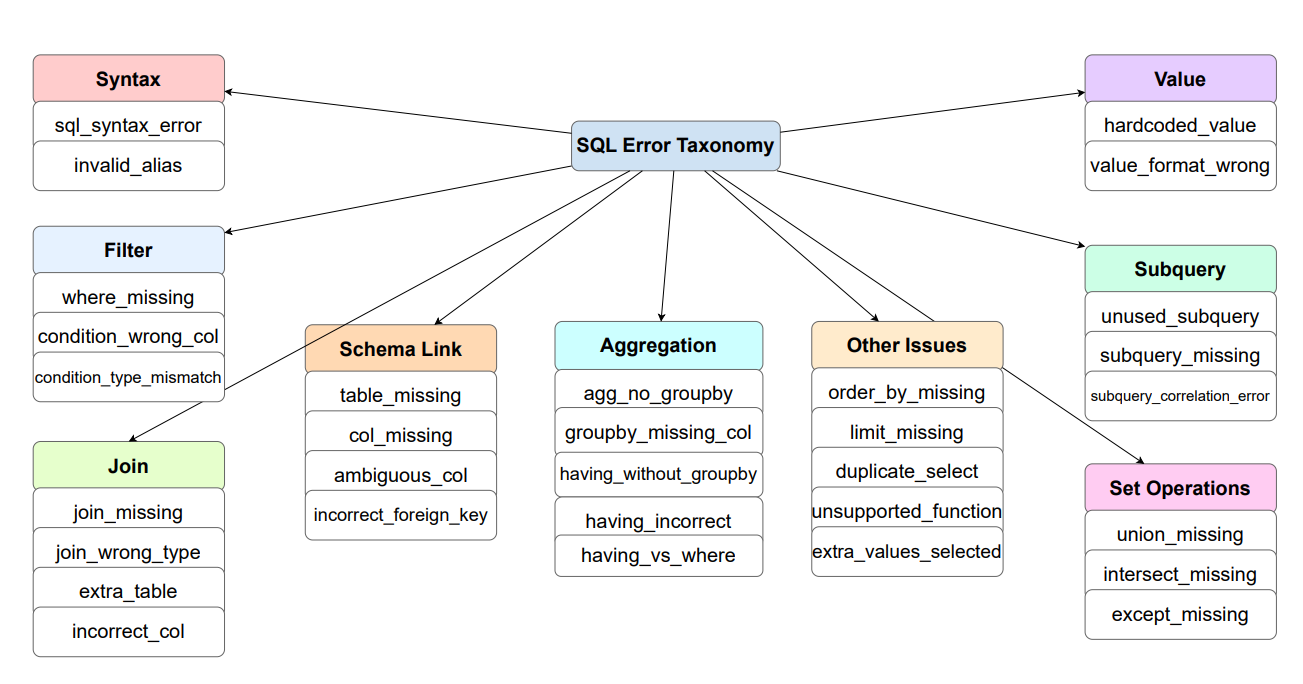 SQL Error Taxonomy
Syntax
sql_syntax_error
invalid_alias
Filter
where_missing
condition_wrong_col
condition_type_mismatch
Join
join_missing
join_wrong_type
extra_table
incorrect_col
Schema Link
table_missing
col_missing
ambiguous_col
incorrect_foreign_key
Aggregation
agg_no_groupby
groupby_missing_col
having_without_groupby
having_incorrect
having_vs_where
Other Issues
order_by_missing
limit_missing
duplicate_select
unsupported_function
extra_values_selected
Value
hardcoded_value
value_format_wrong
Subquery
unused_subquery
subquery_missing
subquery_correlation_error
Set Operations
union_missing
intersect_missing
except_missing